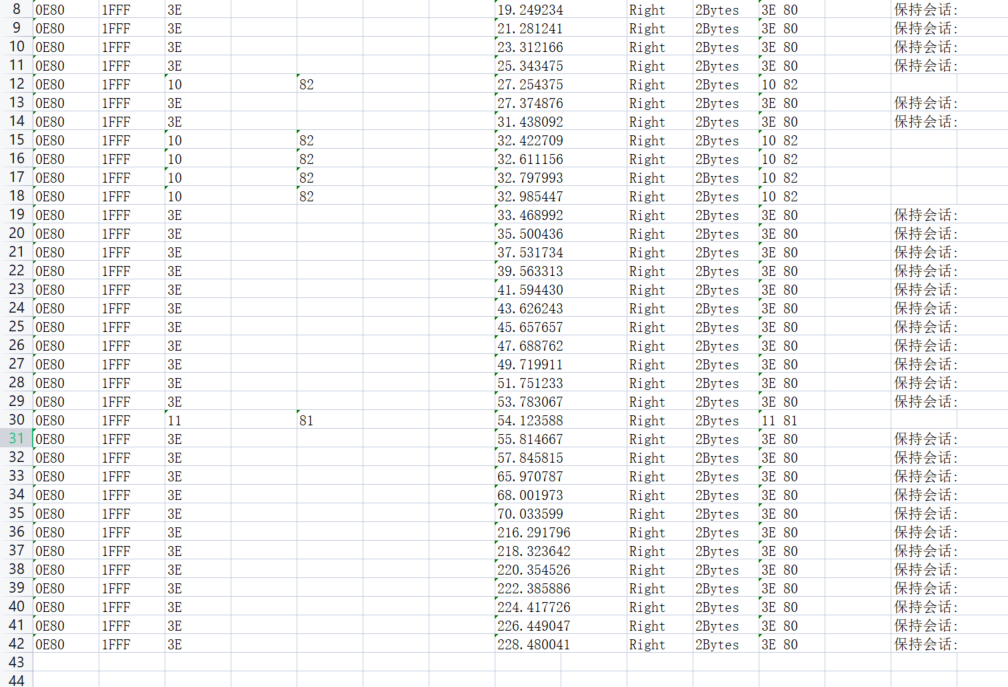 8 0E80 1FFF 3E 19.249234 Right 2Bytes 3E 80 保持会话:
9 0E80 1FFF 3E 21.281241 Right 2Bytes 3E 80 保持会话:
10 0E80 1FFF 3E 23.312166 Right 2Bytes 3E 80 保持会话:
11 0E80 1FFF 3E 25.343475 Right 2Bytes 3E 80 保持会话:
12 0E80 1FFF 10 82 27.254375 Right 2Bytes 10 82
13 0E80 1FFF 3E 27.374876 Right 2Bytes 3E 80 保持会话:
14 0E80 1FFF 3E 31.438092 Right 2Bytes 3E 80 保持会话:
15 0E80 1FFF 10 82 32.422709 Right 2Bytes 10 82
16 0E80 1FFF 10 82 32.611156 Right 2Bytes 10 82
17 0E80 1FFF 10 82 32.797993 Right 2Bytes 10 82
18 0E80 1FFF 10 82 32.985447 Right 2Bytes 10 82
19 0E80 1FFF 3E 33.468992 Right 2Bytes 3E 80 保持会话:
20 0E80 1FFF 3E 35.500436 Right 2Bytes 3E 80 保持会话:
21 0E80 1FFF 3E 37.531734 Right 2Bytes 3E 80 保持会话:
22 0E80 1FFF 3E 39.563313 Right 2Bytes 3E 80 保持会话:
23 0E80 1FFF 3E 41.594430 Right 2Bytes 3E 80 保持会话:
24 0E80 1FFF 3E 43.626243 Right 2Bytes 3E 80 保持会话:
25 0E80 1FFF 3E 45.657657 Right 2Bytes 3E 80 保持会话:
26 0E80 1FFF 3E 47.688762 Right 2Bytes 3E 80 保持会话:
27 0E80 1FFF 3E 49.719911 Right 2Bytes 3E 80 保持会话:
28 0E80 1FFF 3E 51.751233 Right 2Bytes 3E 80 保持会话:
29 0E80 1FFF 3E 53.783067 Right 2Bytes 3E 80 保持会话:
30 0E80 1FFF 11 81 54.123588 Right 2Bytes 11 81
31 0E80 1FFF 3E 55.814667 Right 2Bytes 3E 80 保持会话:
32 0E80 1FFF 3E 57.845815 Right 2Bytes 3E 80 保持会话:
33 0E80 1FFF 3E 65.970787 Right 2Bytes 3E 80 保持会话:
34 0E80 1FFF 3E 68.001973 Right 2Bytes 3E 80 保持会话:
35 0E80 1FFF 3E 70.033599 Right 2Bytes 3E 80 保持会话:
36 0E80 1FFF 3E 216.291796 Right 2Bytes 3E 80 保持会话:
37 0E80 1FFF 3E 218.323642 Right 2Bytes 3E 80 保持会话:
38 0E80 1FFF 3E 220.354526 Right 2Bytes 3E 80 保持会话:
39 0E80 1FFF 3E 222.385886 Right 2Bytes 3E 80 保持会话:
40 0E80 1FFF 3E 224.417726 Right 2Bytes 3E 80 保持会话:
41 0E80 1FFF 3E 226.449047 Right 2Bytes 3E 80 保持会话:
42 0E80 1FFF 3E 228.480041 Right 2Bytes 3E 80 保持会话:
43
44